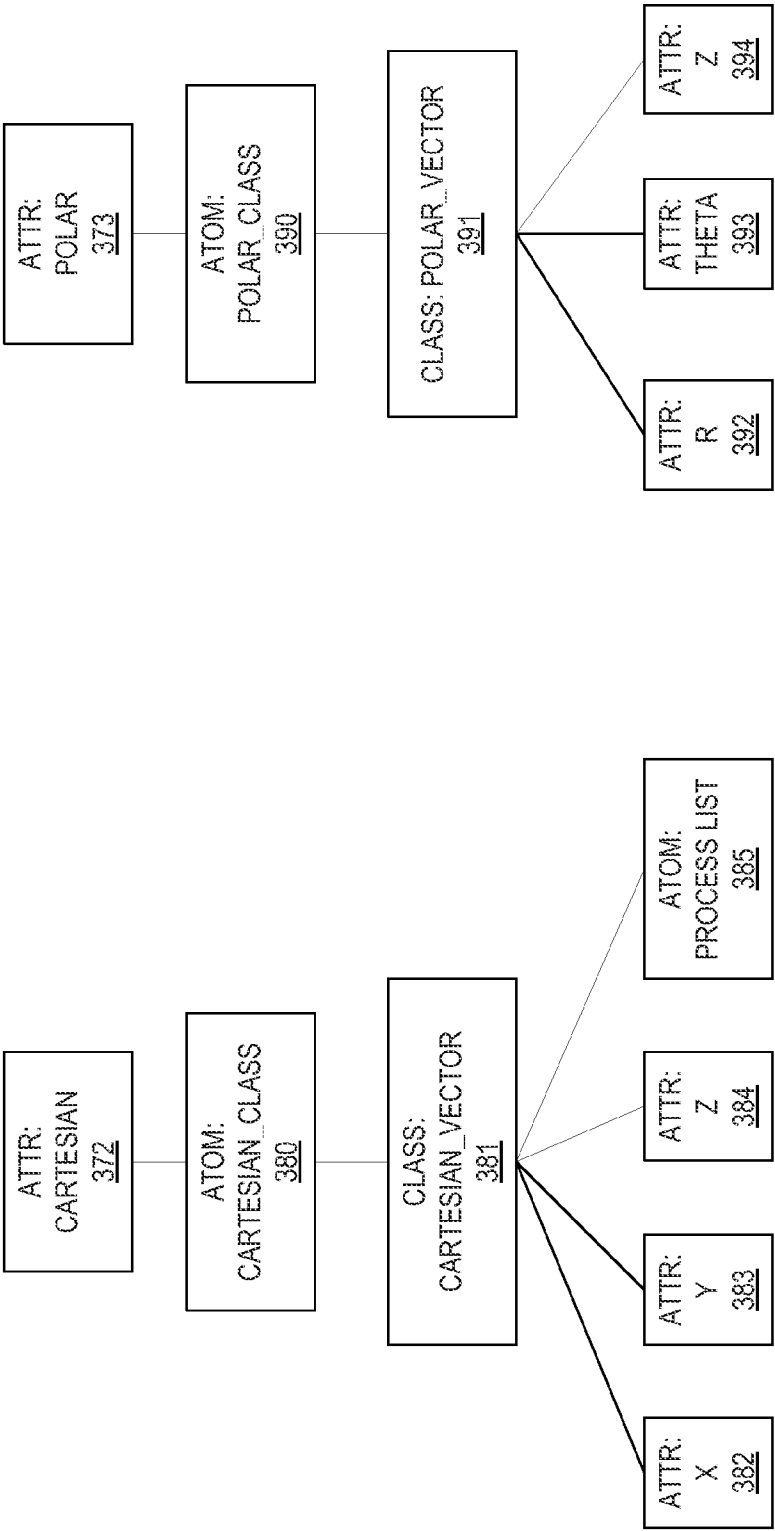 ATTR:
CARTESIAN
372
ATOM:
CARTESIAN_CLASS
380
CLASS:
CARTESIAN_VECTOR
381
ATTR:
X
382
ATTR:
Y
383
ATTR:
Z
384
ATOM:
PROCESS LIST
385
ATTR:
POLAR
373
ATOM:
POLAR_CLASS
390
CLASS: POLAR_VECTOR
391
ATTR:
R
392
ATTR:
THETA
393
ATTR:
Z
394